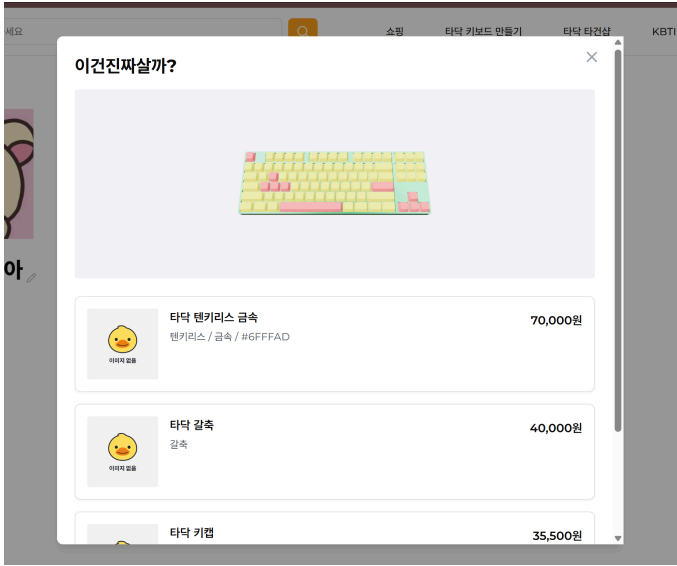 세요
쇼핑
타닥 키보드 만들기
타닥 타건샵
KBTI
이건진짜살까?
아
타닥 텐키리스 금속
70,000원
텐키리스 / 금속 / #6FFFAD
이미지 없음
타닥 갈축
40,000원
갈축
이미지 없음
타닥 키캡
35,500원